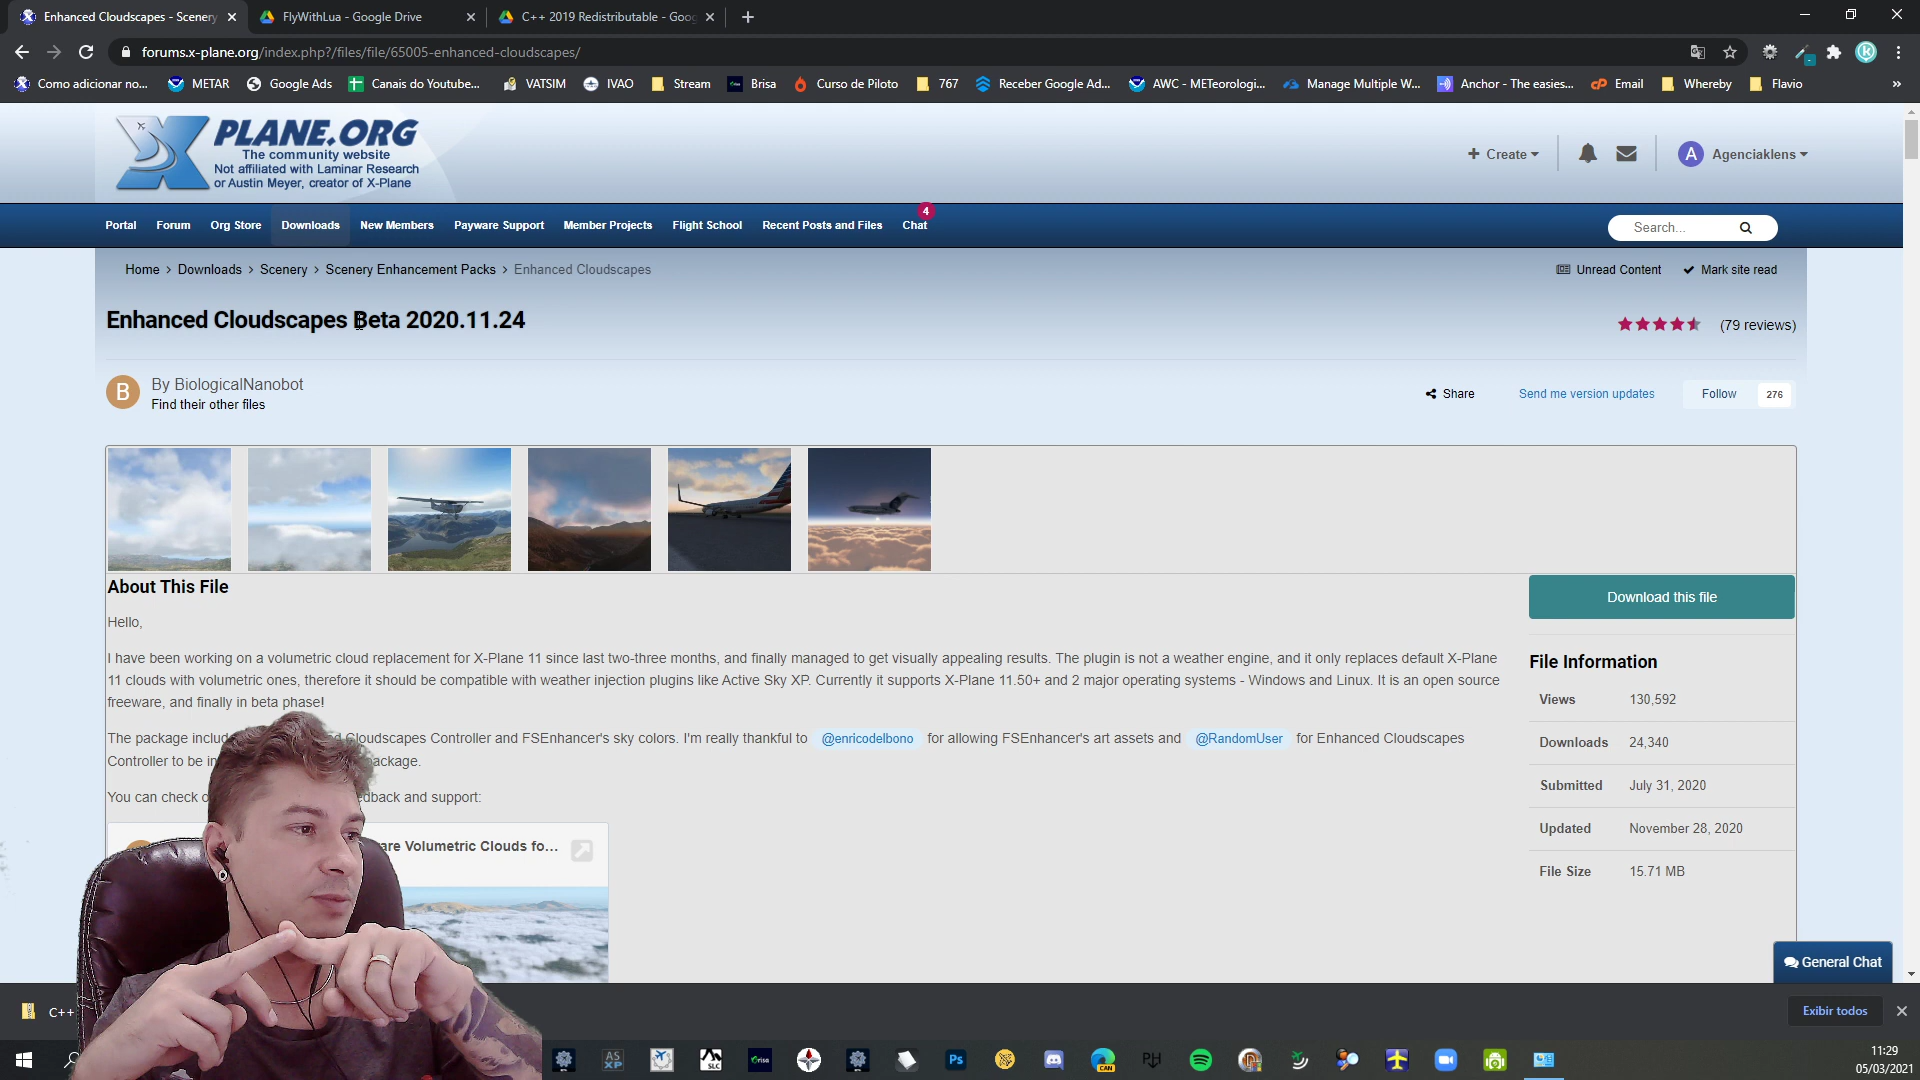 Enhanced Cloudscapes - Scenery
FlyWithLua - Google Drive
C++ 2019 Redistributable - Goog
forums.x-plane.org/index.php?/files/file/65005-enhanced-cloudscapes/
Como adicionar no... METAR Google Ads Canais do Youtube... VATSIM IVAO Stream Brisa Curso de Piloto 767 Receber Google Ad... AWC - METeorologi... Manage Multiple W... Anchor - The easies... Email Whereby Flavio »
X PLANE.ORG
The community website
Not affiliated with Laminar Research
or Austin Meyer, creator of X-Plane
+ Create
A Agenciaklens
Portal Forum Org Store Downloads New Members Payware Support Member Projects Flight School Recent Posts and Files Chat 4
Search...
Home > Downloads > Scenery > Scenery Enhancement Packs > Enhanced Cloudscapes
Unread Content Mark site read
Enhanced Cloudscapes Beta 2020.11.24
(79 reviews)
B By BiologicalNanobot
Find their other files
Share Send me version updates Follow 276
About This File
Hello,
I have been working on a volumetric cloud replacement for X-Plane 11 since last two-three months, and finally managed to get visually appealing results. The plugin is not a weather engine, and it only replaces default X-Plane
11 clouds with volumetric ones, therefore it should be compatible with weather injection plugins like Active Sky XP. Currently it supports X-Plane 11.50+ and 2 major operating systems - Windows and Linux. It is an open source
freeware, and finally in beta phase!
The package includ Cloudscapes Controller and FSEnhancer's sky colors. I'm really thankful to @enricodelbono for allowing FSEnhancer's art assets and @RandomUser for Enhanced Cloudscapes
Controller to be in ackage.
You can check o dback and support:
are Volumetric Clouds fo...
Download this file
File Information
Views 130,592
Downloads 24,340
Submitted July 31, 2020
Updated November 28, 2020
File Size 15.71 MB
General Chat
C++
Exibir todos
AS
XP
SLC
Brisa
Ps
CAN
11:29
05/03/2021